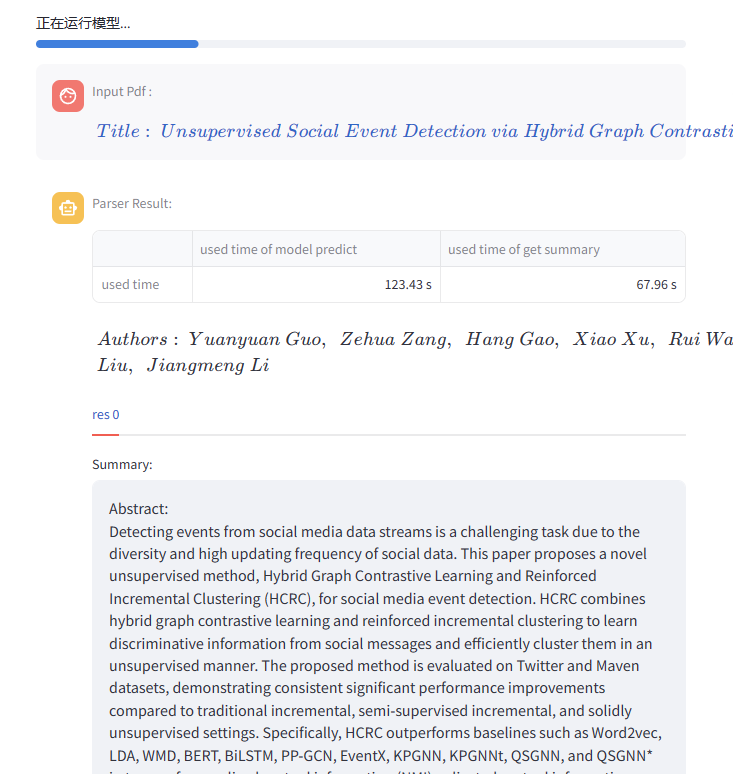 正在运行模型...
Input Pdf :
Title : Unsupervised Social Event Detection via Hybrid Graph Contrasti
Parser Result:
used time of model predict used time of get summary
used time 123.43 s 67.96 s
Authors : Yuanyuan Guo, Zehua Zang, Hang Gao, Xiao Xu, Rui Wa
Liu, Jiangmeng Li
res 0
Summary:
Abstract:
Detecting events from social media data streams is a challenging task due to the
diversity and high updating frequency of social data. This paper proposes a novel
unsupervised method, Hybrid Graph Contrastive Learning and Reinforced
Incremental Clustering (HCRC), for social media event detection. HCRC combines
hybrid graph contrastive learning and reinforced incremental clustering to learn
discriminative information from social messages and efficiently cluster them in an
unsupervised manner. The proposed method is evaluated on Twitter and Maven
datasets, demonstrating consistent significant performance improvements
compared to traditional incremental, semi-supervised incremental, and solidly
unsupervised settings. Specifically, HCRC outperforms baselines such as Word2vec,
LDA, WMD, BERT, BiLSTM, PP-GCN, EventX, KPGNN, KPGNNt, QSGNN, and QSGNN*